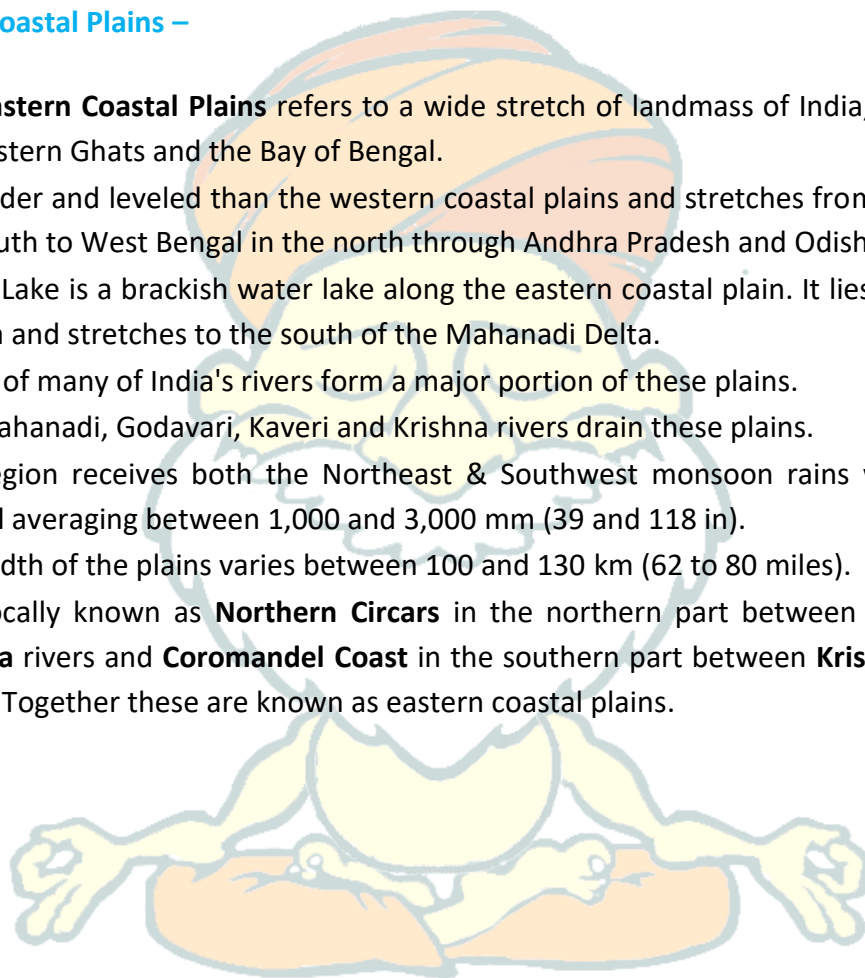 oastal Plains –
astern Coastal Plains refers to a wide stretch of landmass of India,
stern Ghats and the Bay of Bengal.
der and leveled than the western coastal plains and stretches from
uth to West Bengal in the north through Andhra Pradesh and Odish
Lake is a brackish water lake along the eastern coastal plain. It lies
and stretches to the south of the Mahanadi Delta.
of many of India's rivers form a major portion of these plains.
ahanadi, Godavari, Kaveri and Krishna rivers drain these plains.
egion receives both the Northeast & Southwest monsoon rains
l averaging between 1,000 and 3,000 mm (39 and 118 in).
dth of the plains varies between 100 and 130 km (62 to 80 miles).
ocally known as Northern Circars in the northern part between
a rivers and Coromandel Coast in the southern part between Kris
Together these are known as eastern coastal plains.